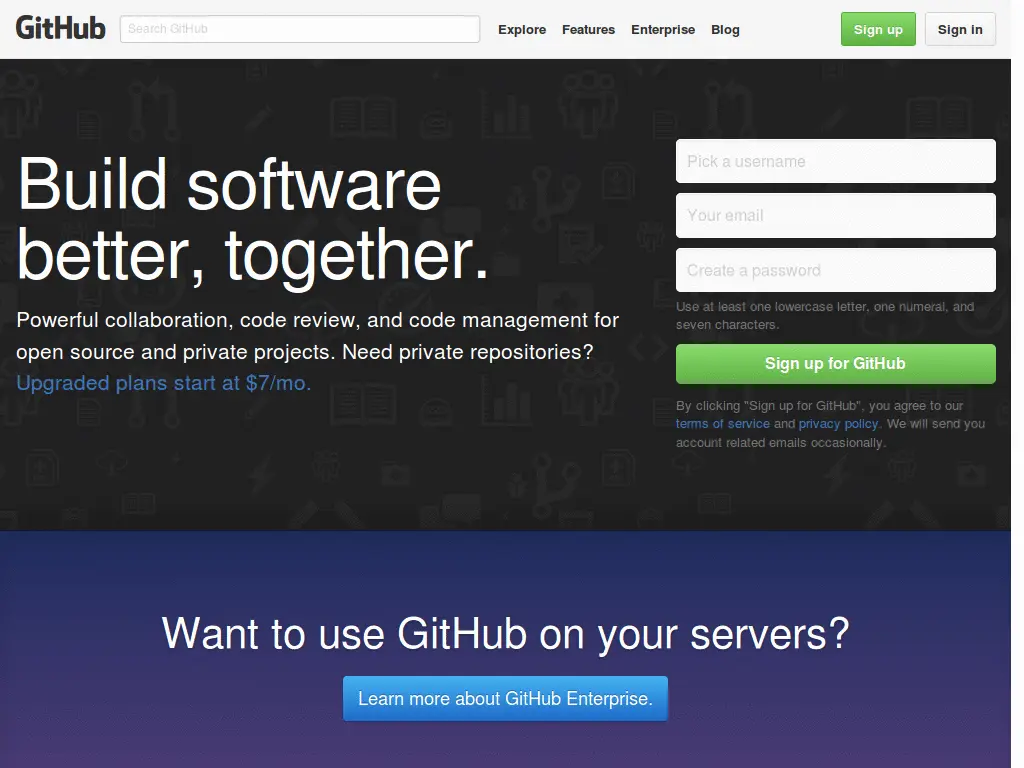 GitHub
Search GitHub
Explore
Features
Enterprise
Blog
Sign up
Sign in
Build software
better, together.
Powerful collaboration, code review, and code management for
open source and private projects. Need private repositories?
Upgraded plans start at $7/mo.
Pick a username
Your email
Create a password
Use at least one lowercase letter, one numeral, and
seven characters.
Sign up for GitHub
By clicking "Sign up for GitHub", you agree to our
terms of service and privacy policy. We will send you
account related emails occasionally.
Want to use GitHub on your servers?
Learn more about GitHub Enterprise.